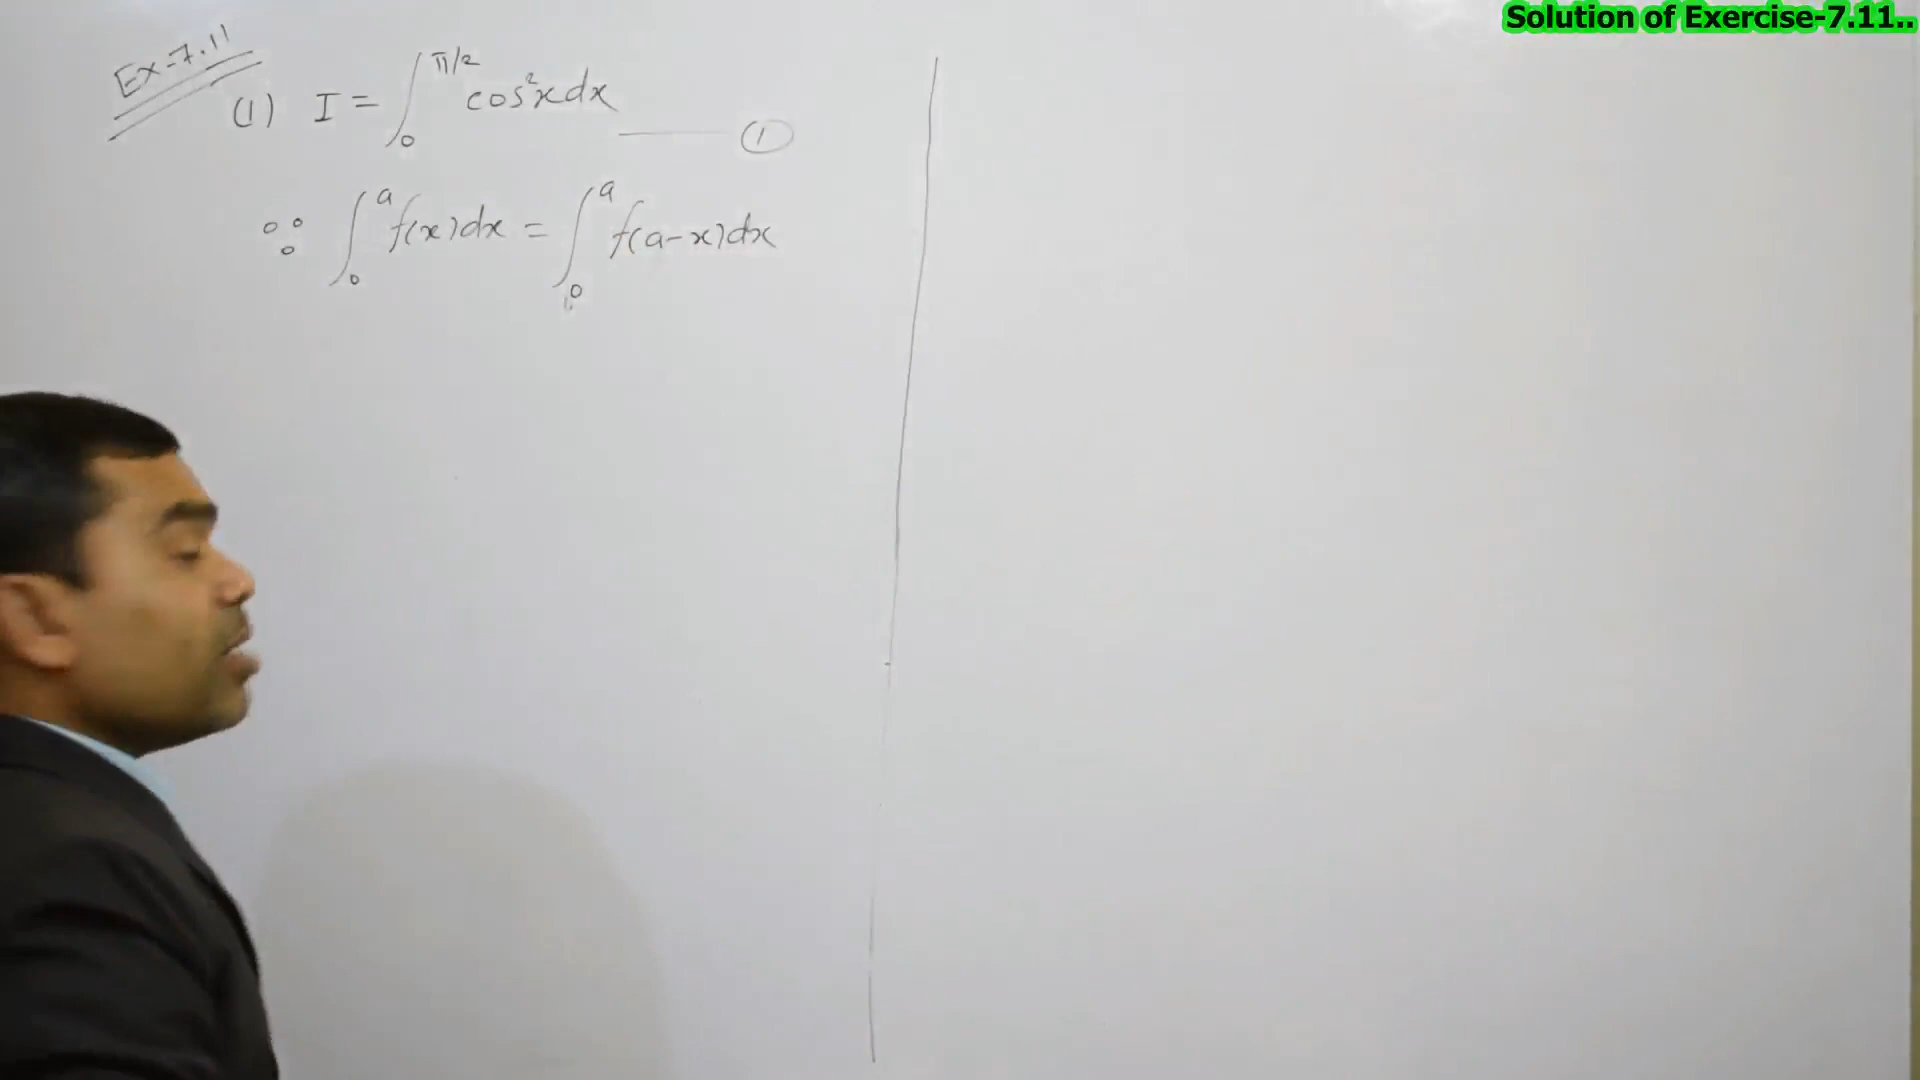 Solution of Exercise-7.11..
Ex-7.11
(1) I = ∫₀^π/2 cos²x dx ——— ①
∵ ∫₀^a f(x)dx = ∫₀^a f(a-x)dx